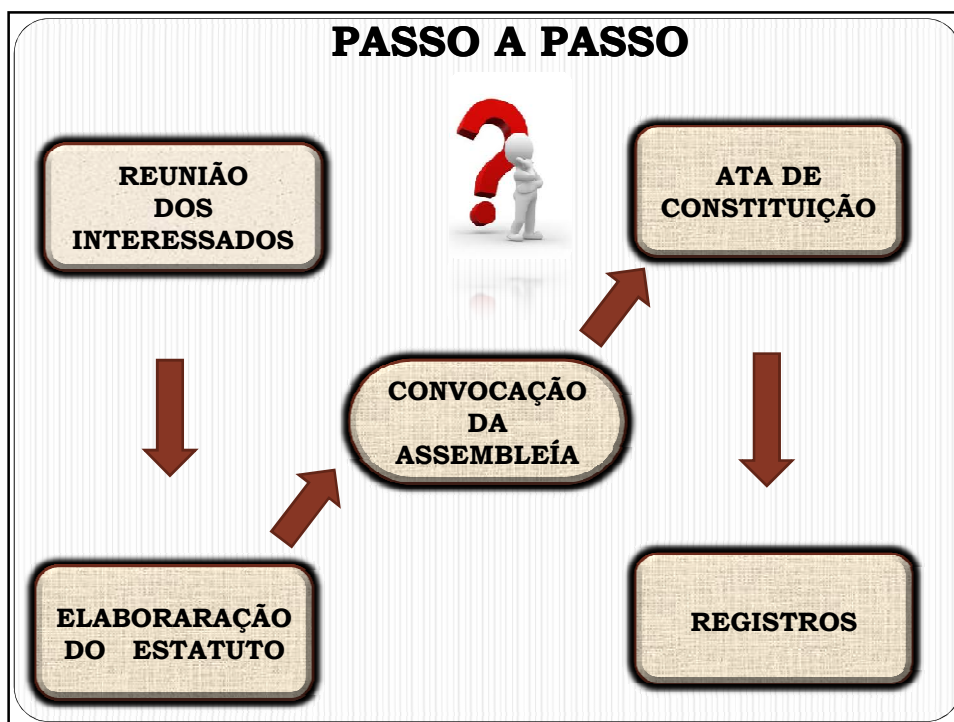 PASSO A PASSO
REUNIÃO
DOS
INTERESSADOS
ELABORARAÇÃO
DO ESTATUTO
CONVOCAÇÃO
DA
ASSEMBLEÍA
ATA DE
CONSTITUIÇÃO
REGISTROS